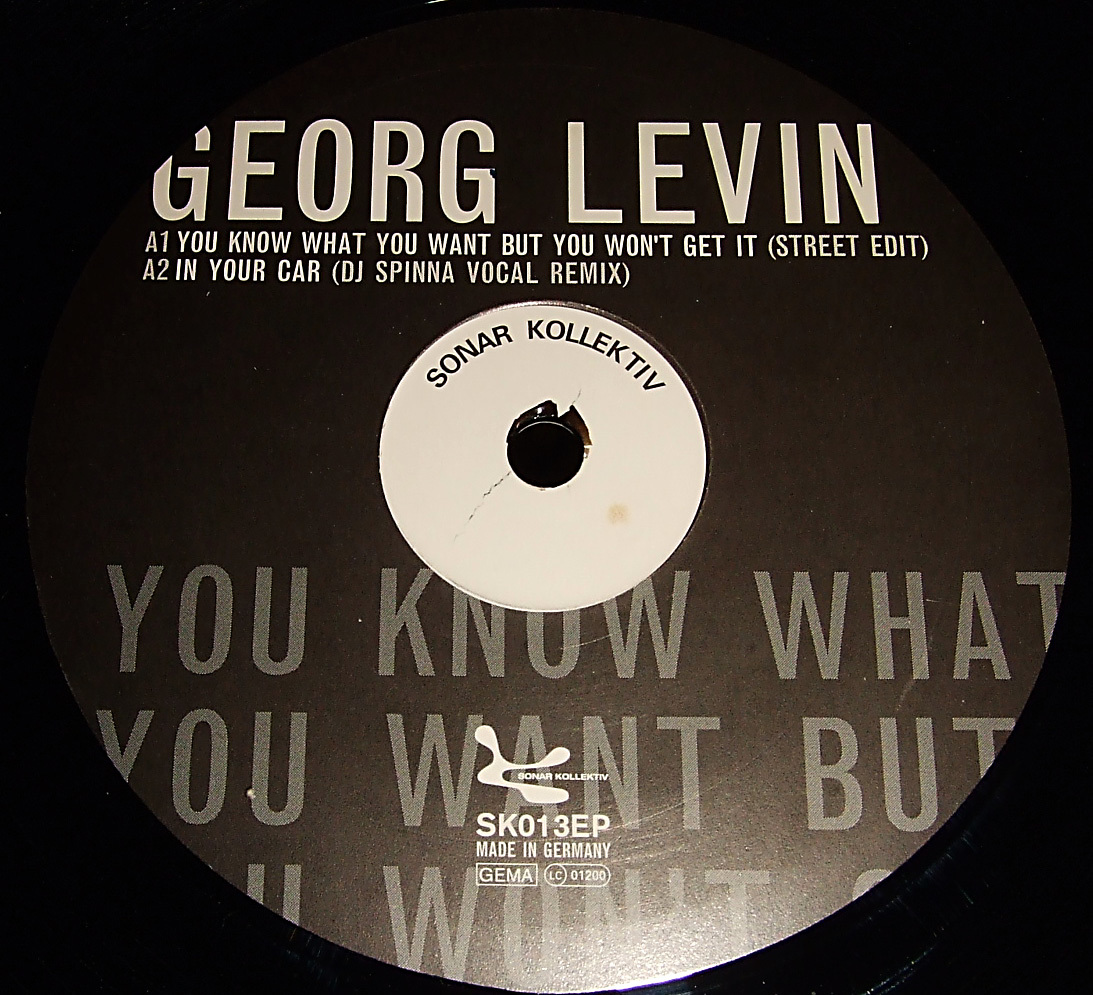 GEORG LEVIN
A1 YOU KNOW WHAT YOU WANT BUT YOU WON'T GET IT (STREET EDIT)
A2 IN YOUR CAR (DJ SPINNA VOCAL REMIX)
SONAR KOLLEKTIV
YOU KNOW WHAT
YOU WANT BUT
SONAR KOLLEKTIV
SK013EP
MADE IN GERMANY
GEMA LC 01200
YOU WON'T G